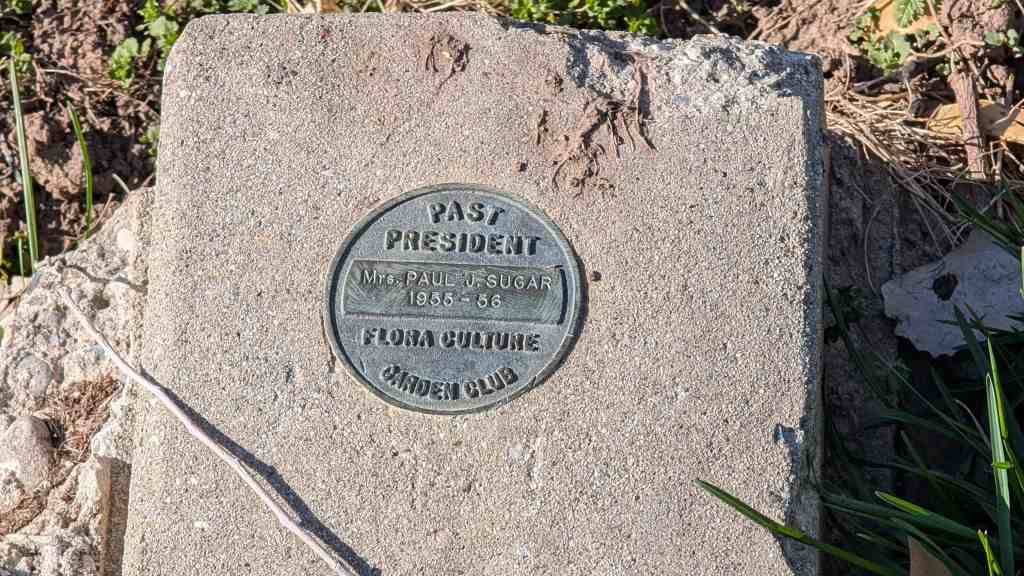 PAST
PRESIDENT
Mrs. PAUL J. SUGAR
1955-56
FLORA CULTURE
GARDEN CLUB